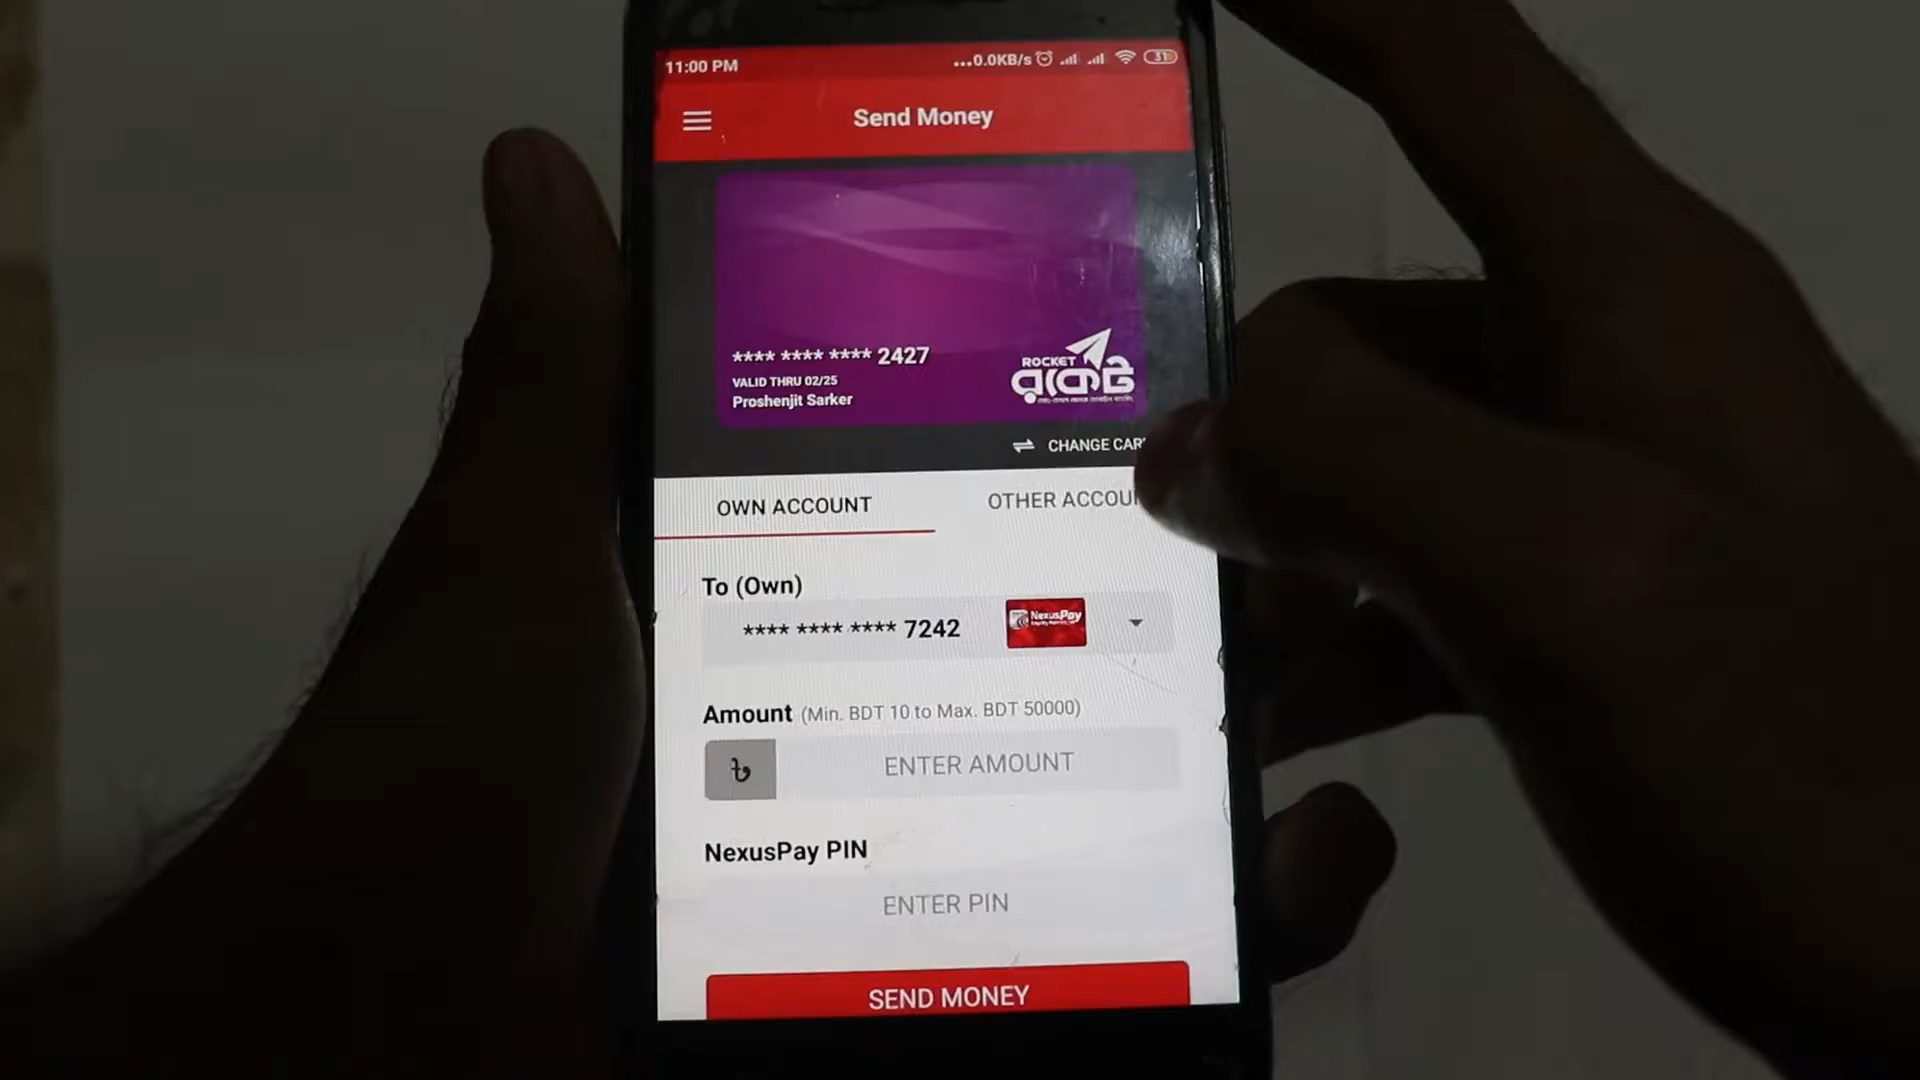 11:00 PM
...0.0KB/s
31
Send Money
**** **** **** 2427
VALID THRU 02/25
Proshenjit Sarker
ROCKET
রকেট
CHANGE CAR
OWN ACCOUNT
OTHER ACCOU
To (Own)
**** **** **** 7242
NexusPay
Amount (Min. BDT 10 to Max. BDT 50000)
৳
ENTER AMOUNT
NexusPay PIN
ENTER PIN
SEND MONEY